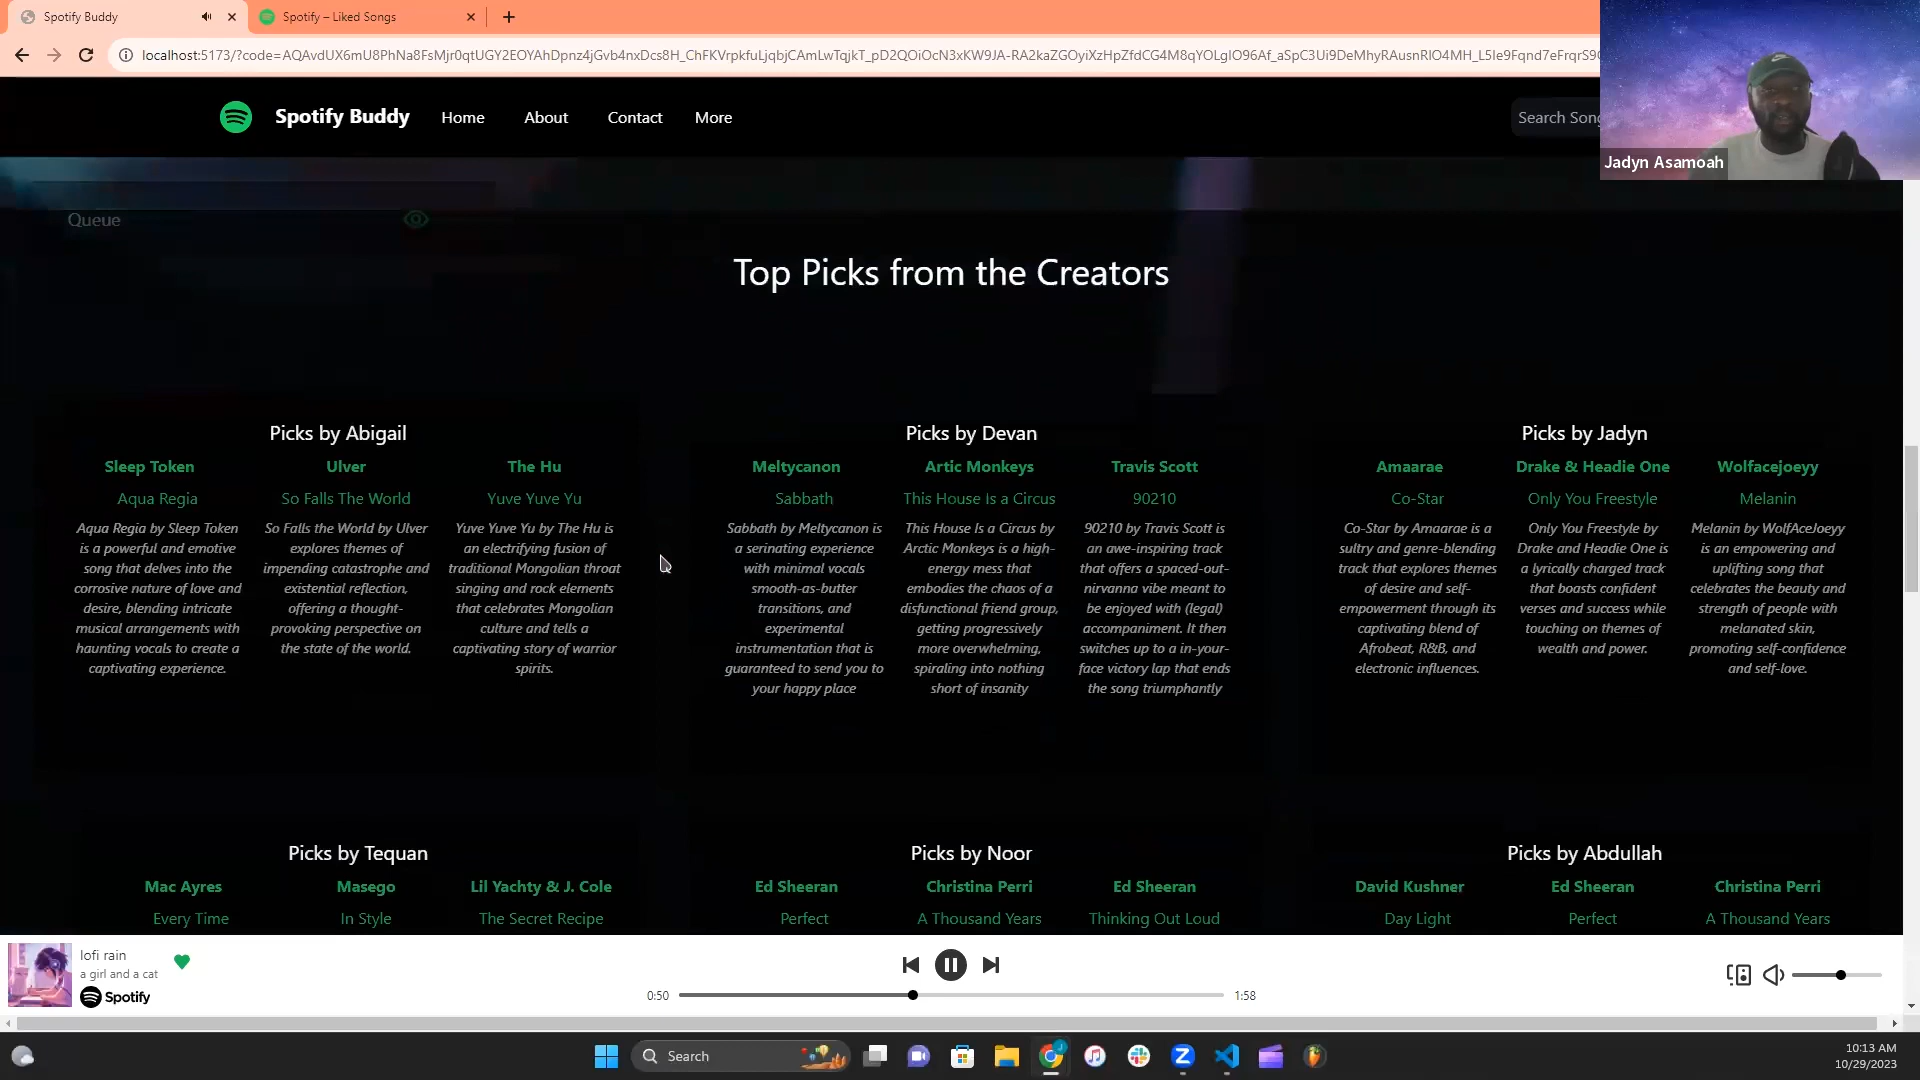 Spotify Buddy
Spotify – Liked Songs
Spotify Buddy
Home
About
Contact
More
Search Song
Jadyn Asamoah
Queue
Top Picks from the Creators
Picks by Abigail
Sleep Token
Aqua Regia
Aqua Regia by Sleep Token
is a powerful and emotive
song that delves into the
corrosive nature of love and
desire, blending intricate
musical arrangements with
haunting vocals to create a
captivating experience.
Ulver
So Falls The World
So Falls the World by Ulver
explores themes of
impending catastrophe and
existential reflection,
offering a thought-
provoking perspective on
the state of the world.
The Hu
Yuve Yuve Yu
Yuve Yuve Yu by The Hu is
an electrifying fusion of
traditional Mongolian throat
singing and rock elements
that celebrates Mongolian
culture and tells a
captivating story of warrior
spirits.
Picks by Devan
Meltycanon
Sabbath
Sabbath by Meltycanon is
a serinating experience
with minimal vocals
smooth-as-butter
transitions, and
experimental
instrumentation that is
guaranteed to send you to
your happy place
Artic Monkeys
This House Is a Circus
This House Is a Circus by
Arctic Monkeys is a high-
energy mess that
embodies the chaos of a
disfunctional friend group,
getting progressively
more overwhelming,
spiraling into nothing
short of insanity
Travis Scott
90210
90210 by Travis Scott is
an awe-inspiring track
that offers a spaced-out-
nirvanna vibe meant to
be enjoyed with (legal)
accompaniment. It then
switches up to a in-your-
face victory lap that ends
the song triumphantly
Picks by Jadyn
Amaarae
Co-Star
Co-Star by Amaarae is a
sultry and genre-blending
track that explores themes
of desire and self-
empowerment through its
captivating blend of
Afrobeat, R&B, and
electronic influences.
Drake & Headie One
Only You Freestyle
Only You Freestyle by
Drake and Headie One is
a lyrically charged track
that boasts confident
verses and success while
touching on themes of
wealth and power.
Wolfacejoeyy
Melanin
Melanin by WolfAceJoeyy
is an empowering and
uplifting song that
celebrates the beauty and
strength of people with
melanated skin,
promoting self-confidence
and self-love.
Picks by Tequan
Mac Ayres
Every Time
Masego
In Style
Lil Yachty & J. Cole
The Secret Recipe
Picks by Noor
Ed Sheeran
Perfect
Christina Perri
A Thousand Years
Ed Sheeran
Thinking Out Loud
Picks by Abdullah
David Kushner
Day Light
Ed Sheeran
Perfect
Christina Perri
A Thousand Years
lofi rain
a girl and a cat
Spotify
0:50
1:58
Search
10:13 AM
10/29/2023